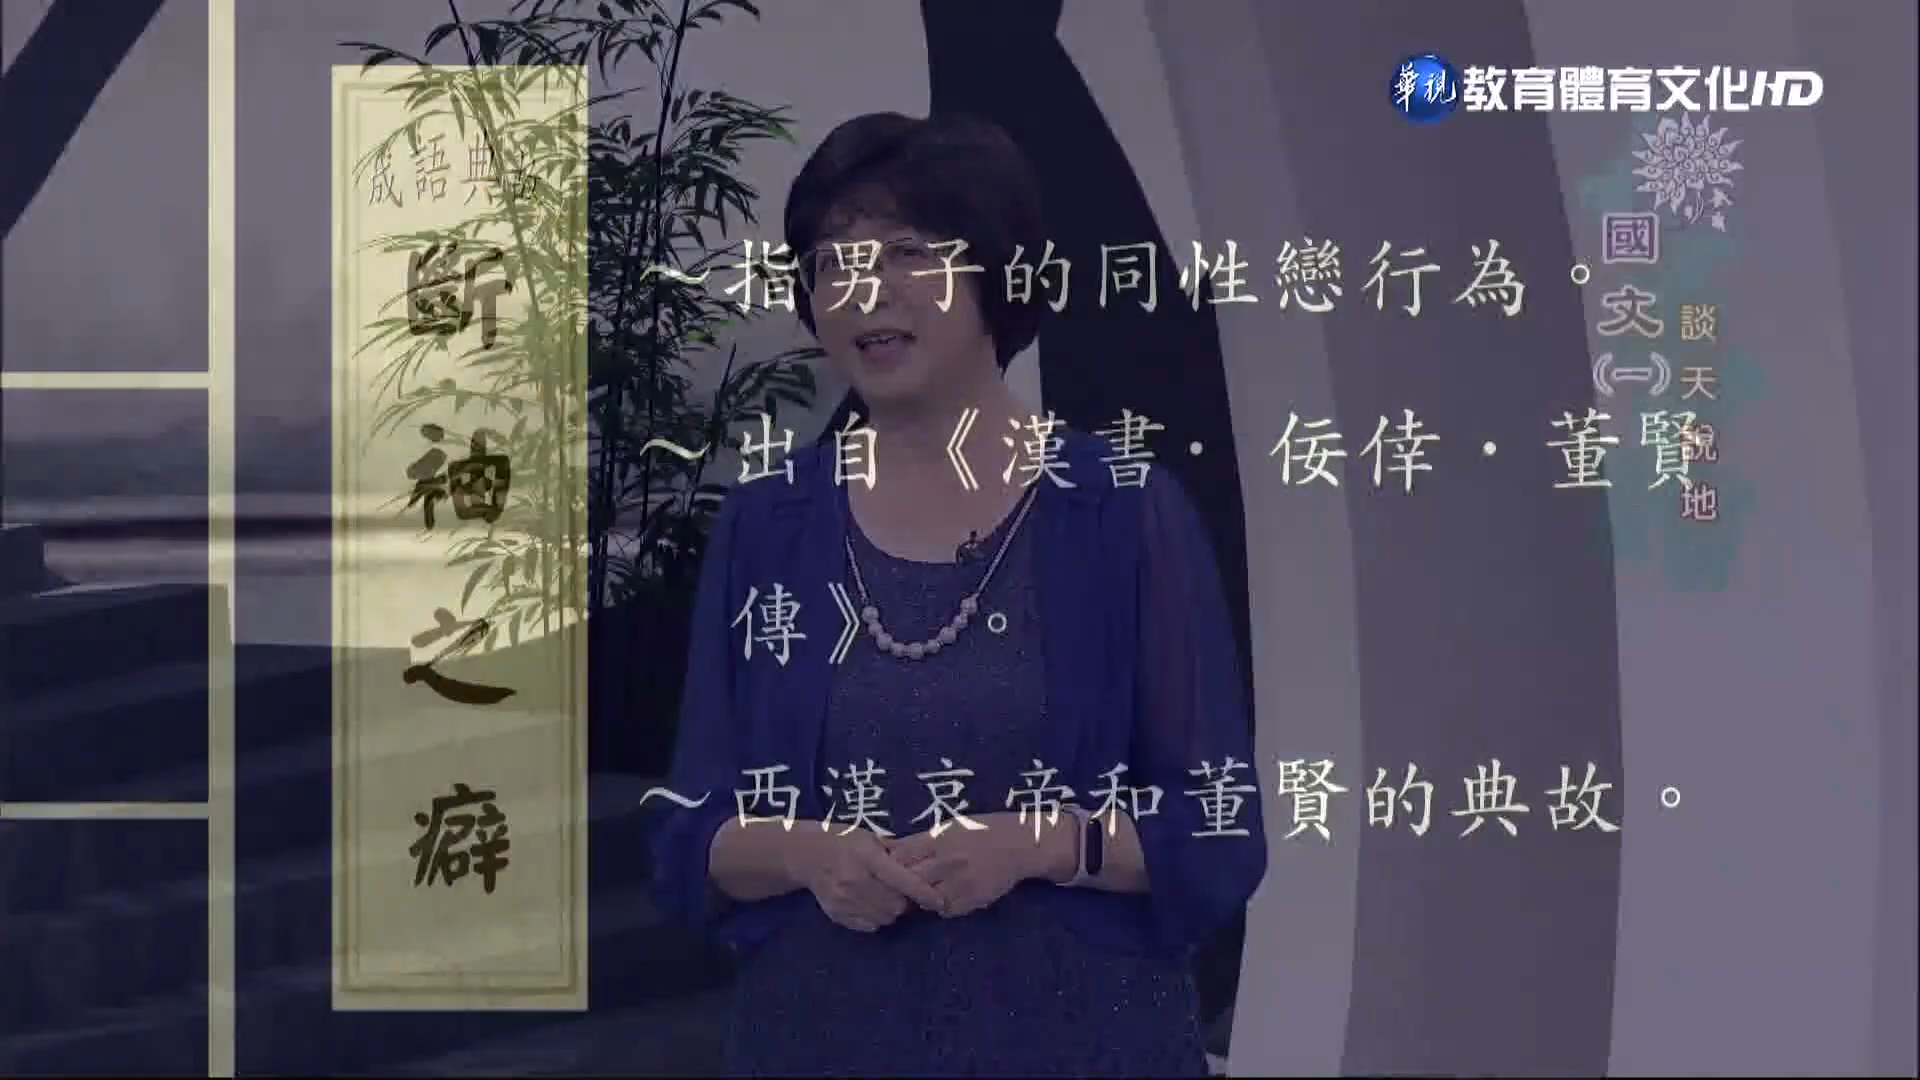 華視 教育體育文化HD
成語典故
斷袖之癖
～指男子的同性戀行為。
～出自《漢書·佞倖·董賢
傳》。
～西漢哀帝和董賢的典故。
國文(一)
談天說地